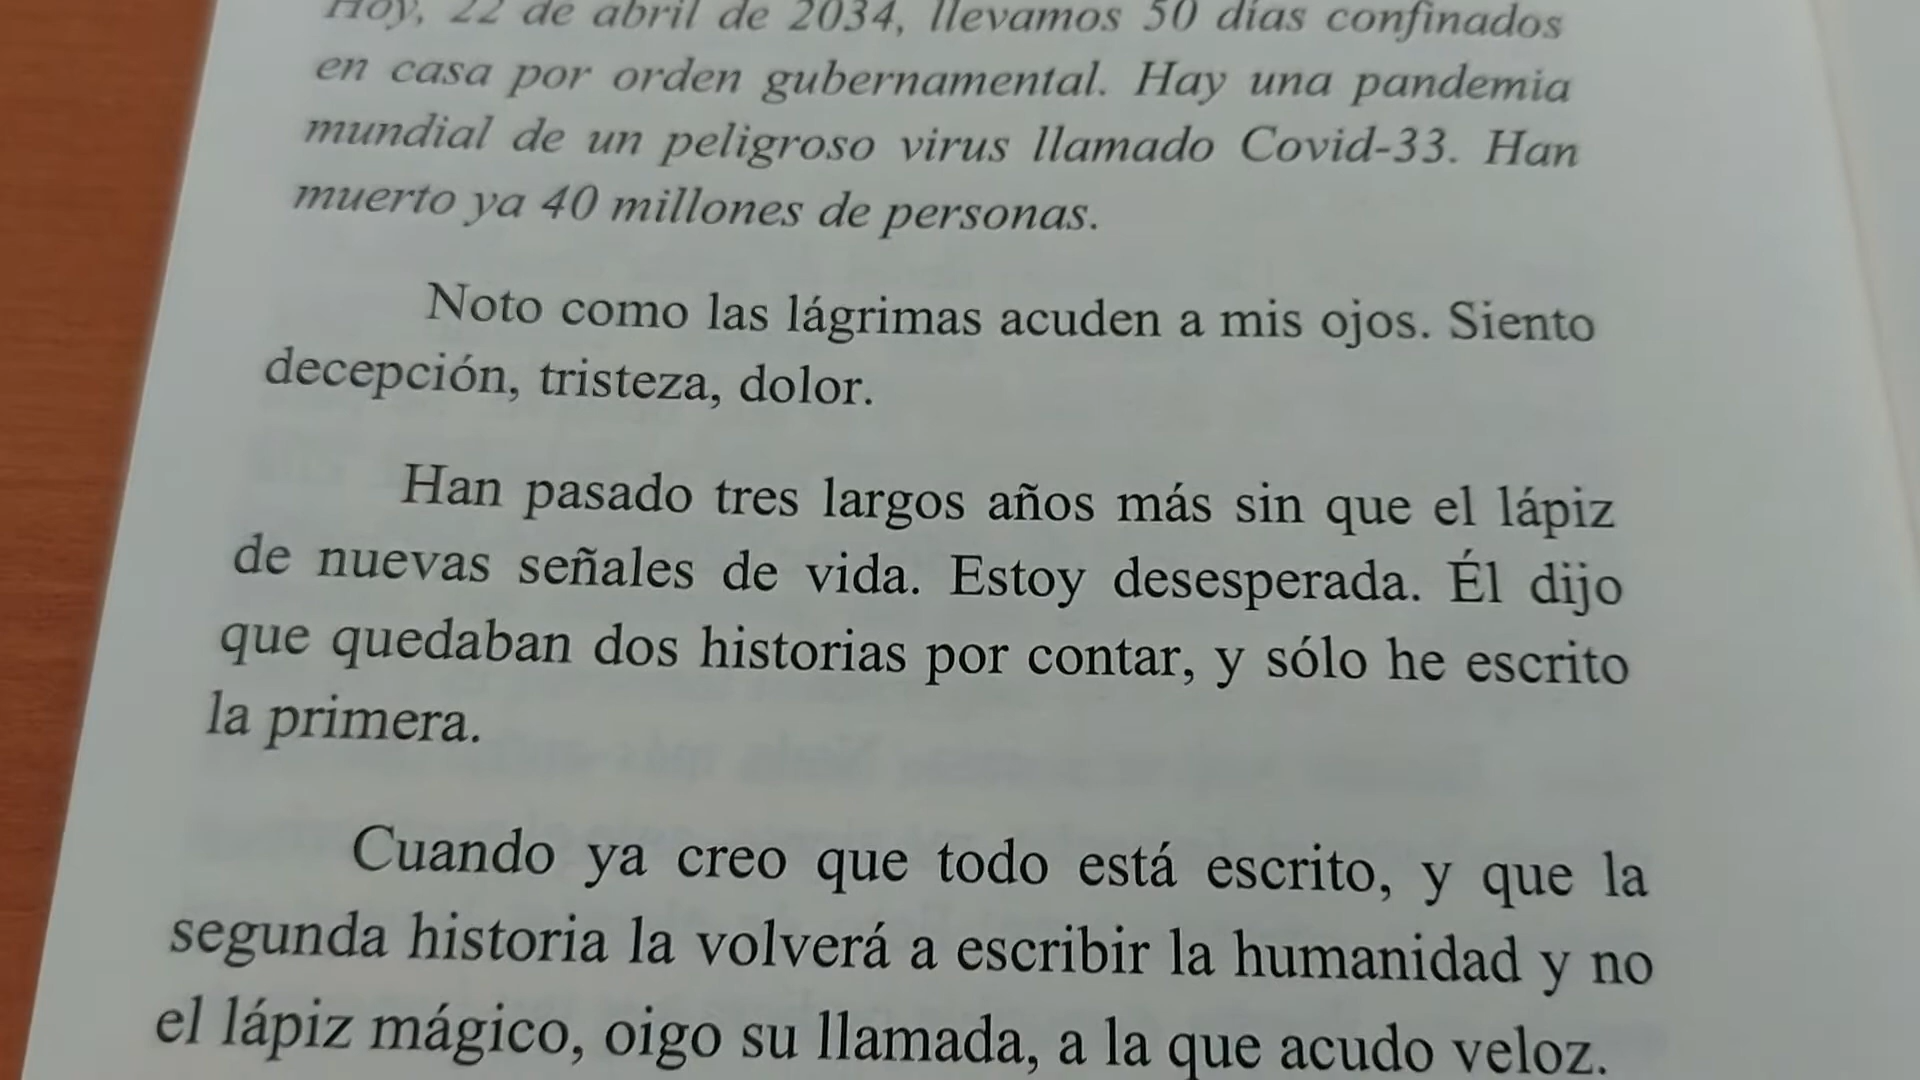 Hoy, 22 de abril de 2034, llevamos 50 días confinados
en casa por orden gubernamental. Hay una pandemia
mundial de un peligroso virus llamado Covid-33. Han
muerto ya 40 millones de personas.
Noto como las lágrimas acuden a mis ojos. Siento
decepción, tristeza, dolor.
Han pasado tres largos años más sin que el lápiz
de nuevas señales de vida. Estoy desesperada. Él dijo
que quedaban dos historias por contar, y sólo he escrito
la primera.
Cuando ya creo que todo está escrito, y que la
segunda historia la volverá a escribir la humanidad y no
el lápiz mágico, oigo su llamada, a la que acudo veloz.